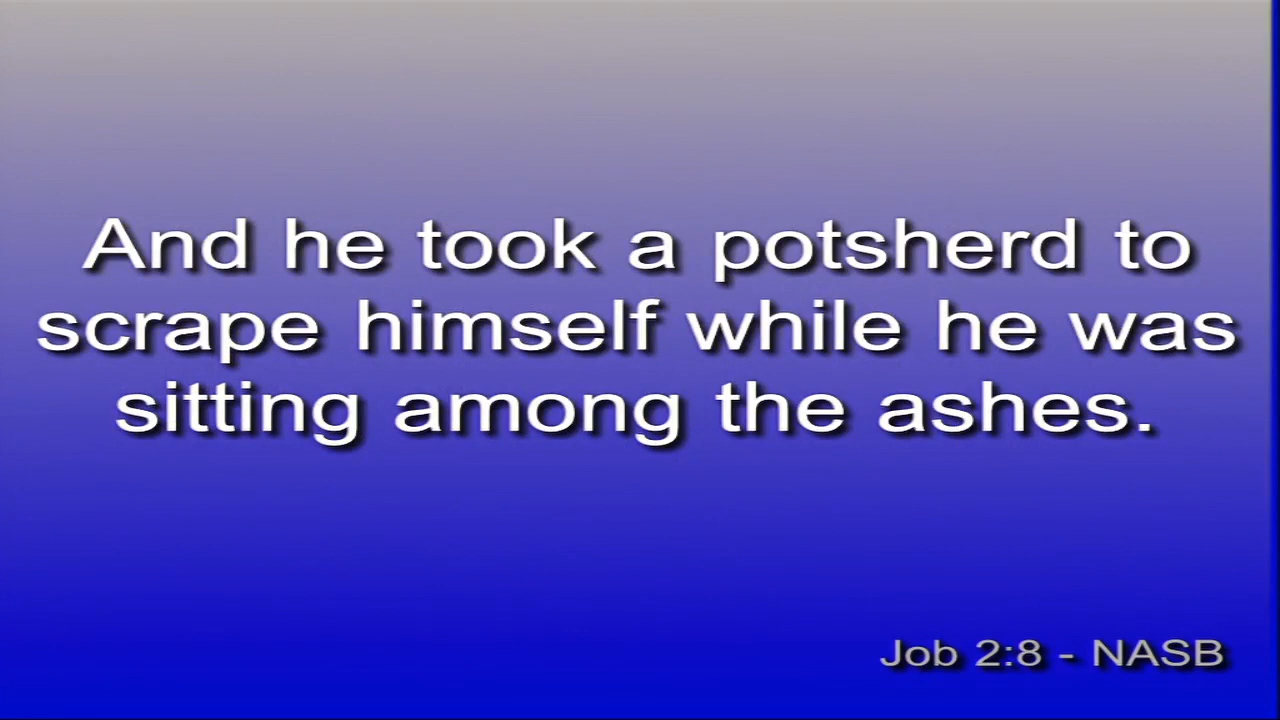 And he took a potsherd to
scrape himself while he was
sitting among the ashes.
Job 2:8 - NASB